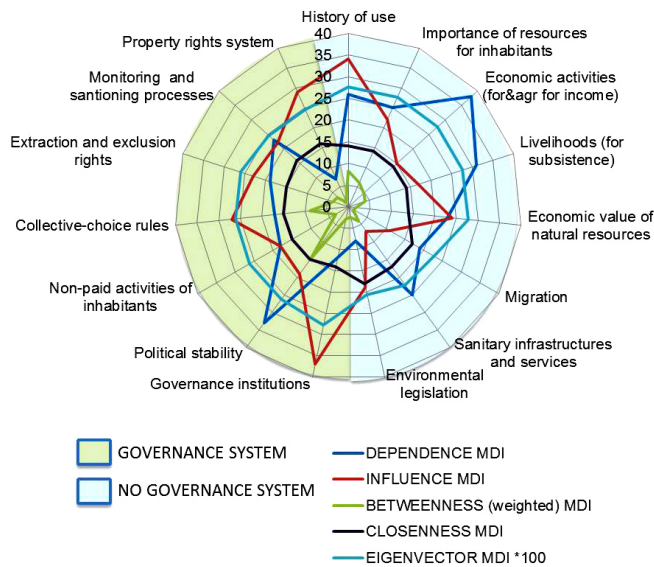 History of use
Property rights system
Importance of resources
for inhabitants
Monitoring and
santioning processes
Economic activities
(for&agr for income)
Extraction and exclusion
rights
Livelihoods (for
subsistence)
Collective-choice rules
Economic value of
natural resources
Non-paid activities of
inhabitants
Migration
Political stability
Sanitary infrastructures
and services
Governance institutions
Environmental
legislation
40
35
30
25
20
15
10
5
0
GOVERNANCE SYSTEM
NO GOVERNANCE SYSTEM
DEPENDENCE MDI
INFLUENCE MDI
BETWEENNESS (weighted) MDI
CLOSENNESS MDI
EIGENVECTOR MDI *100